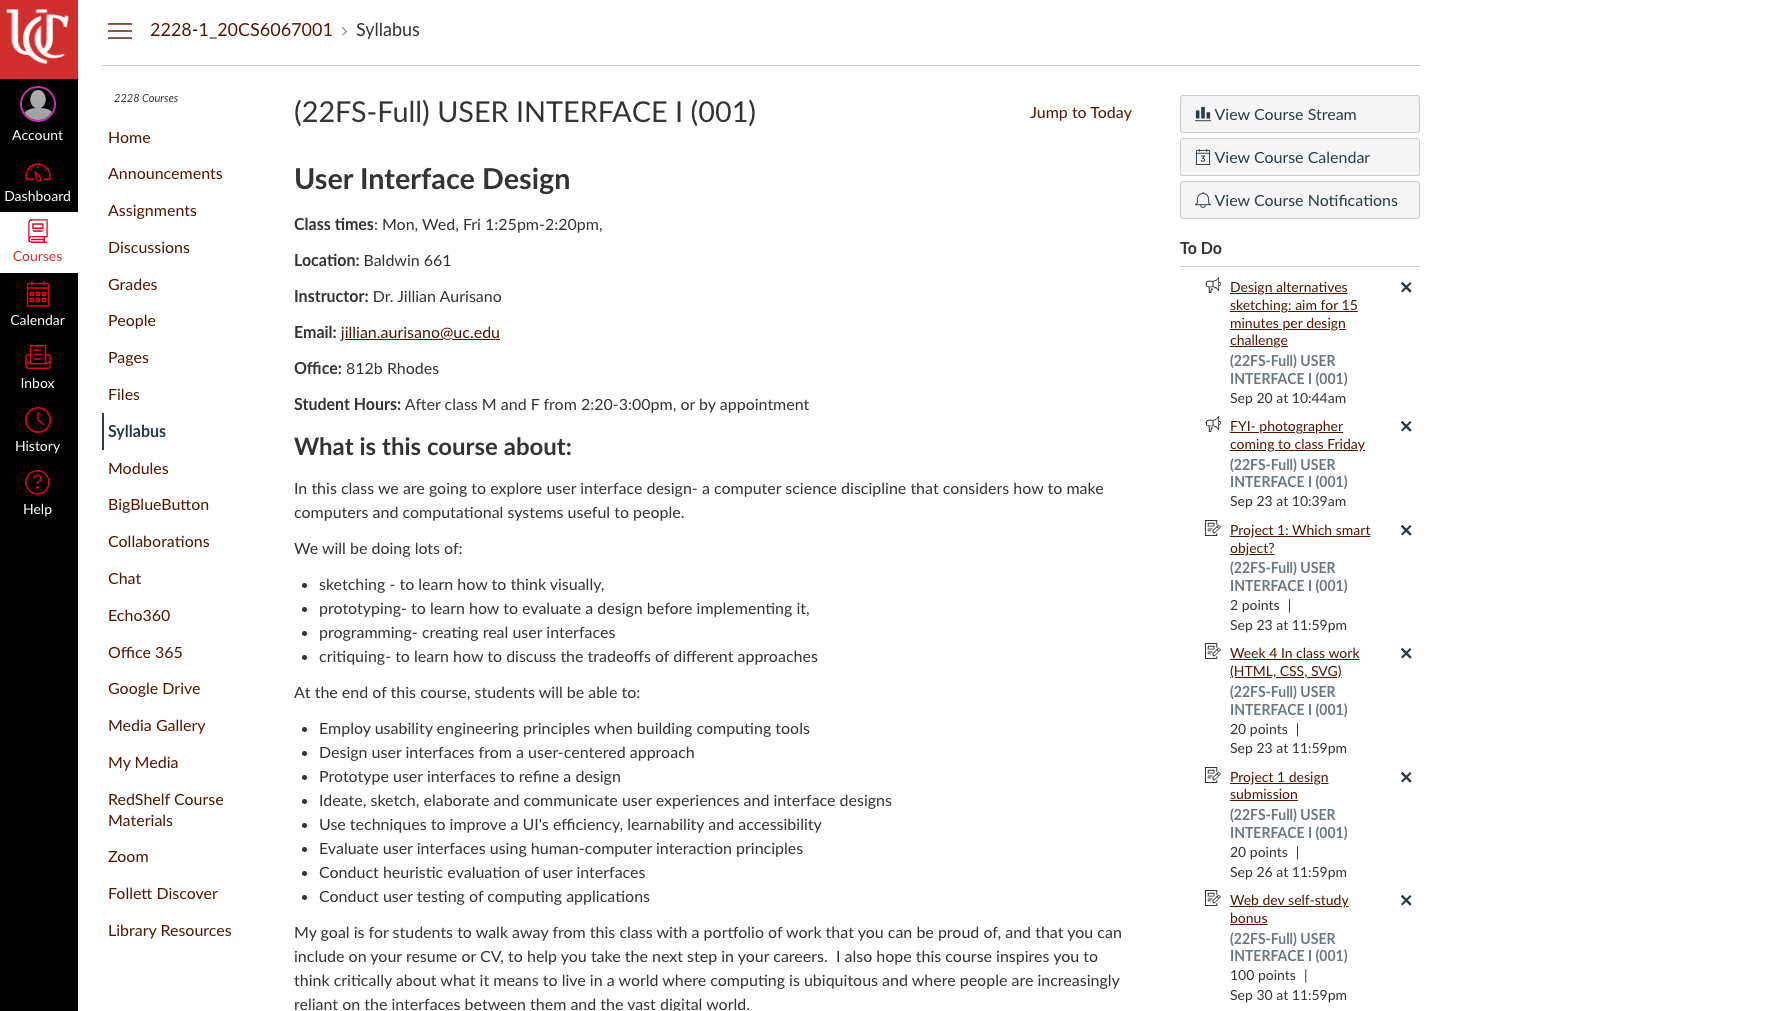 UC
Account
Dashboard
Courses
Calendar
Inbox
History
Help
2228-1_20CS6067001 › Syllabus
2228 Courses
Home
Announcements
Assignments
Discussions
Grades
People
Pages
Files
Syllabus
Modules
BigBlueButton
Collaborations
Chat
Echo360
Office 365
Google Drive
Media Gallery
My Media
RedShelf Course
Materials
Zoom
Follett Discover
Library Resources
(22FS-Full) USER INTERFACE I (001)
Jump to Today
User Interface Design
Class times: Mon, Wed, Fri 1:25pm-2:20pm,
Location: Baldwin 661
Instructor: Dr. Jillian Aurisano
Email: jillian.aurisano@uc.edu
Office: 812b Rhodes
Student Hours: After class M and F from 2:20-3:00pm, or by appointment
What is this course about:
In this class we are going to explore user interface design- a computer science discipline that considers how to make
computers and computational systems useful to people.
We will be doing lots of:
• sketching - to learn how to think visually,
• prototyping- to learn how to evaluate a design before implementing it,
• programming- creating real user interfaces
• critiquing- to learn how to discuss the tradeoffs of different approaches
At the end of this course, students will be able to:
• Employ usability engineering principles when building computing tools
• Design user interfaces from a user-centered approach
• Prototype user interfaces to refine a design
• Ideate, sketch, elaborate and communicate user experiences and interface designs
• Use techniques to improve a UI's efficiency, learnability and accessibility
• Evaluate user interfaces using human-computer interaction principles
• Conduct heuristic evaluation of user interfaces
• Conduct user testing of computing applications
My goal is for students to walk away from this class with a portfolio of work that you can be proud of, and that you can
include on your resume or CV, to help you take the next step in your careers.  I also hope this course inspires you to
think critically about what it means to live in a world where computing is ubiquitous and where people are increasingly
reliant on the interfaces between them and the vast digital world.
View Course Stream
3 View Course Calendar
View Course Notifications
To Do
Design alternatives
sketching: aim for 15
minutes per design
challenge
(22FS-Full) USER
INTERFACE I (001)
Sep 20 at 10:44am
FYI- photographer
coming to class Friday
(22FS-Full) USER
INTERFACE I (001)
Sep 23 at 10:39am
Project 1: Which smart
object?
(22FS-Full) USER
INTERFACE I (001)
2 points |
Sep 23 at 11:59pm
Week 4 In class work
(HTML, CSS, SVG)
(22FS-Full) USER
INTERFACE I (001)
20 points |
Sep 23 at 11:59pm
Project 1 design
submission
(22FS-Full) USER
INTERFACE I (001)
20 points |
Sep 26 at 11:59pm
Web dev self-study
bonus
(22FS-Full) USER
INTERFACE I (001)
100 points |
Sep 30 at 11:59pm